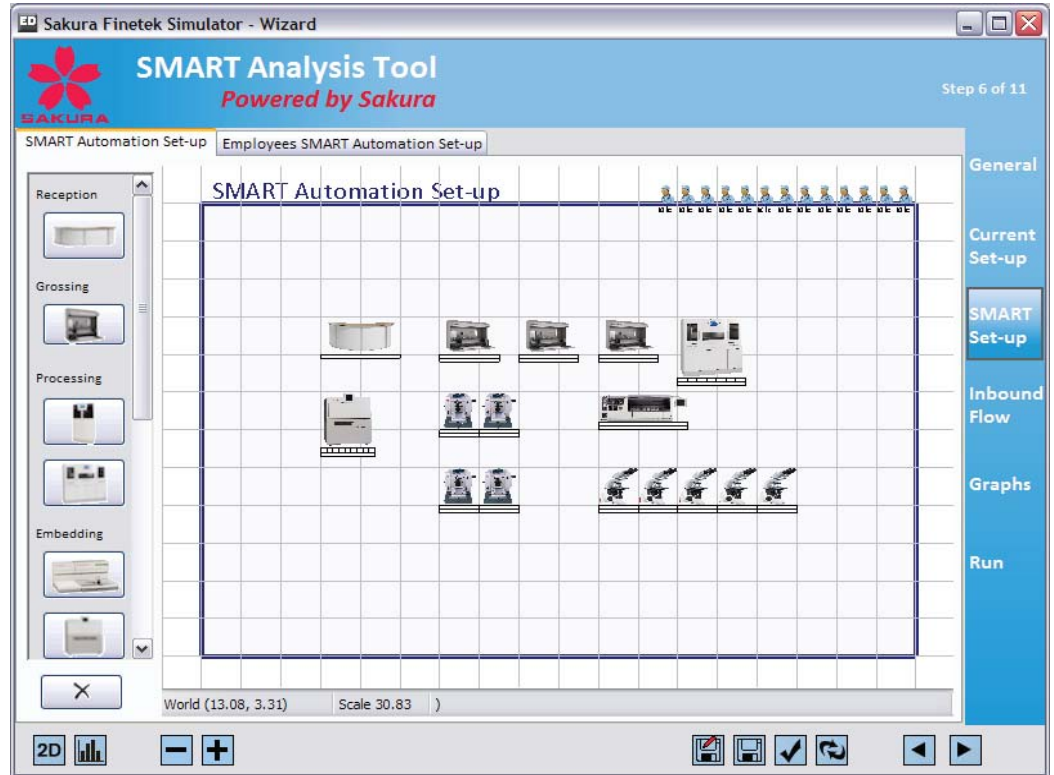 Sakura Finetek Simulator - Wizard
SMART Analysis Tool
Powered by Sakura
SAKURA
Step 6 of 11
SMART Automation Set-up
Employees SMART Automation Set-up
Reception
Grossing
Processing
Embedding
SMART Automation Set-up
General
Current
Set-up
SMART
Set-up
Inbound
Flow
Graphs
Run
World (13.08, 3.31)
Scale 30.83
)
2D